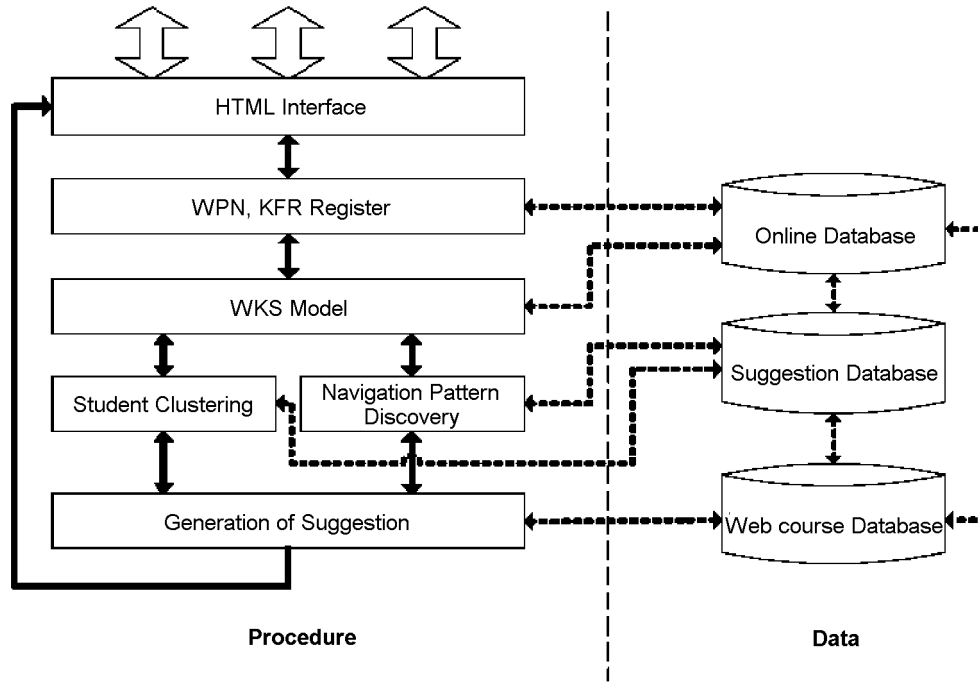 HTML Interface
WPN, KFR Register
WKS Model
Student Clustering
Navigation Pattern
Discovery
Generation of Suggestion
Procedure
Online Database
Suggestion Database
Web course Database
Data